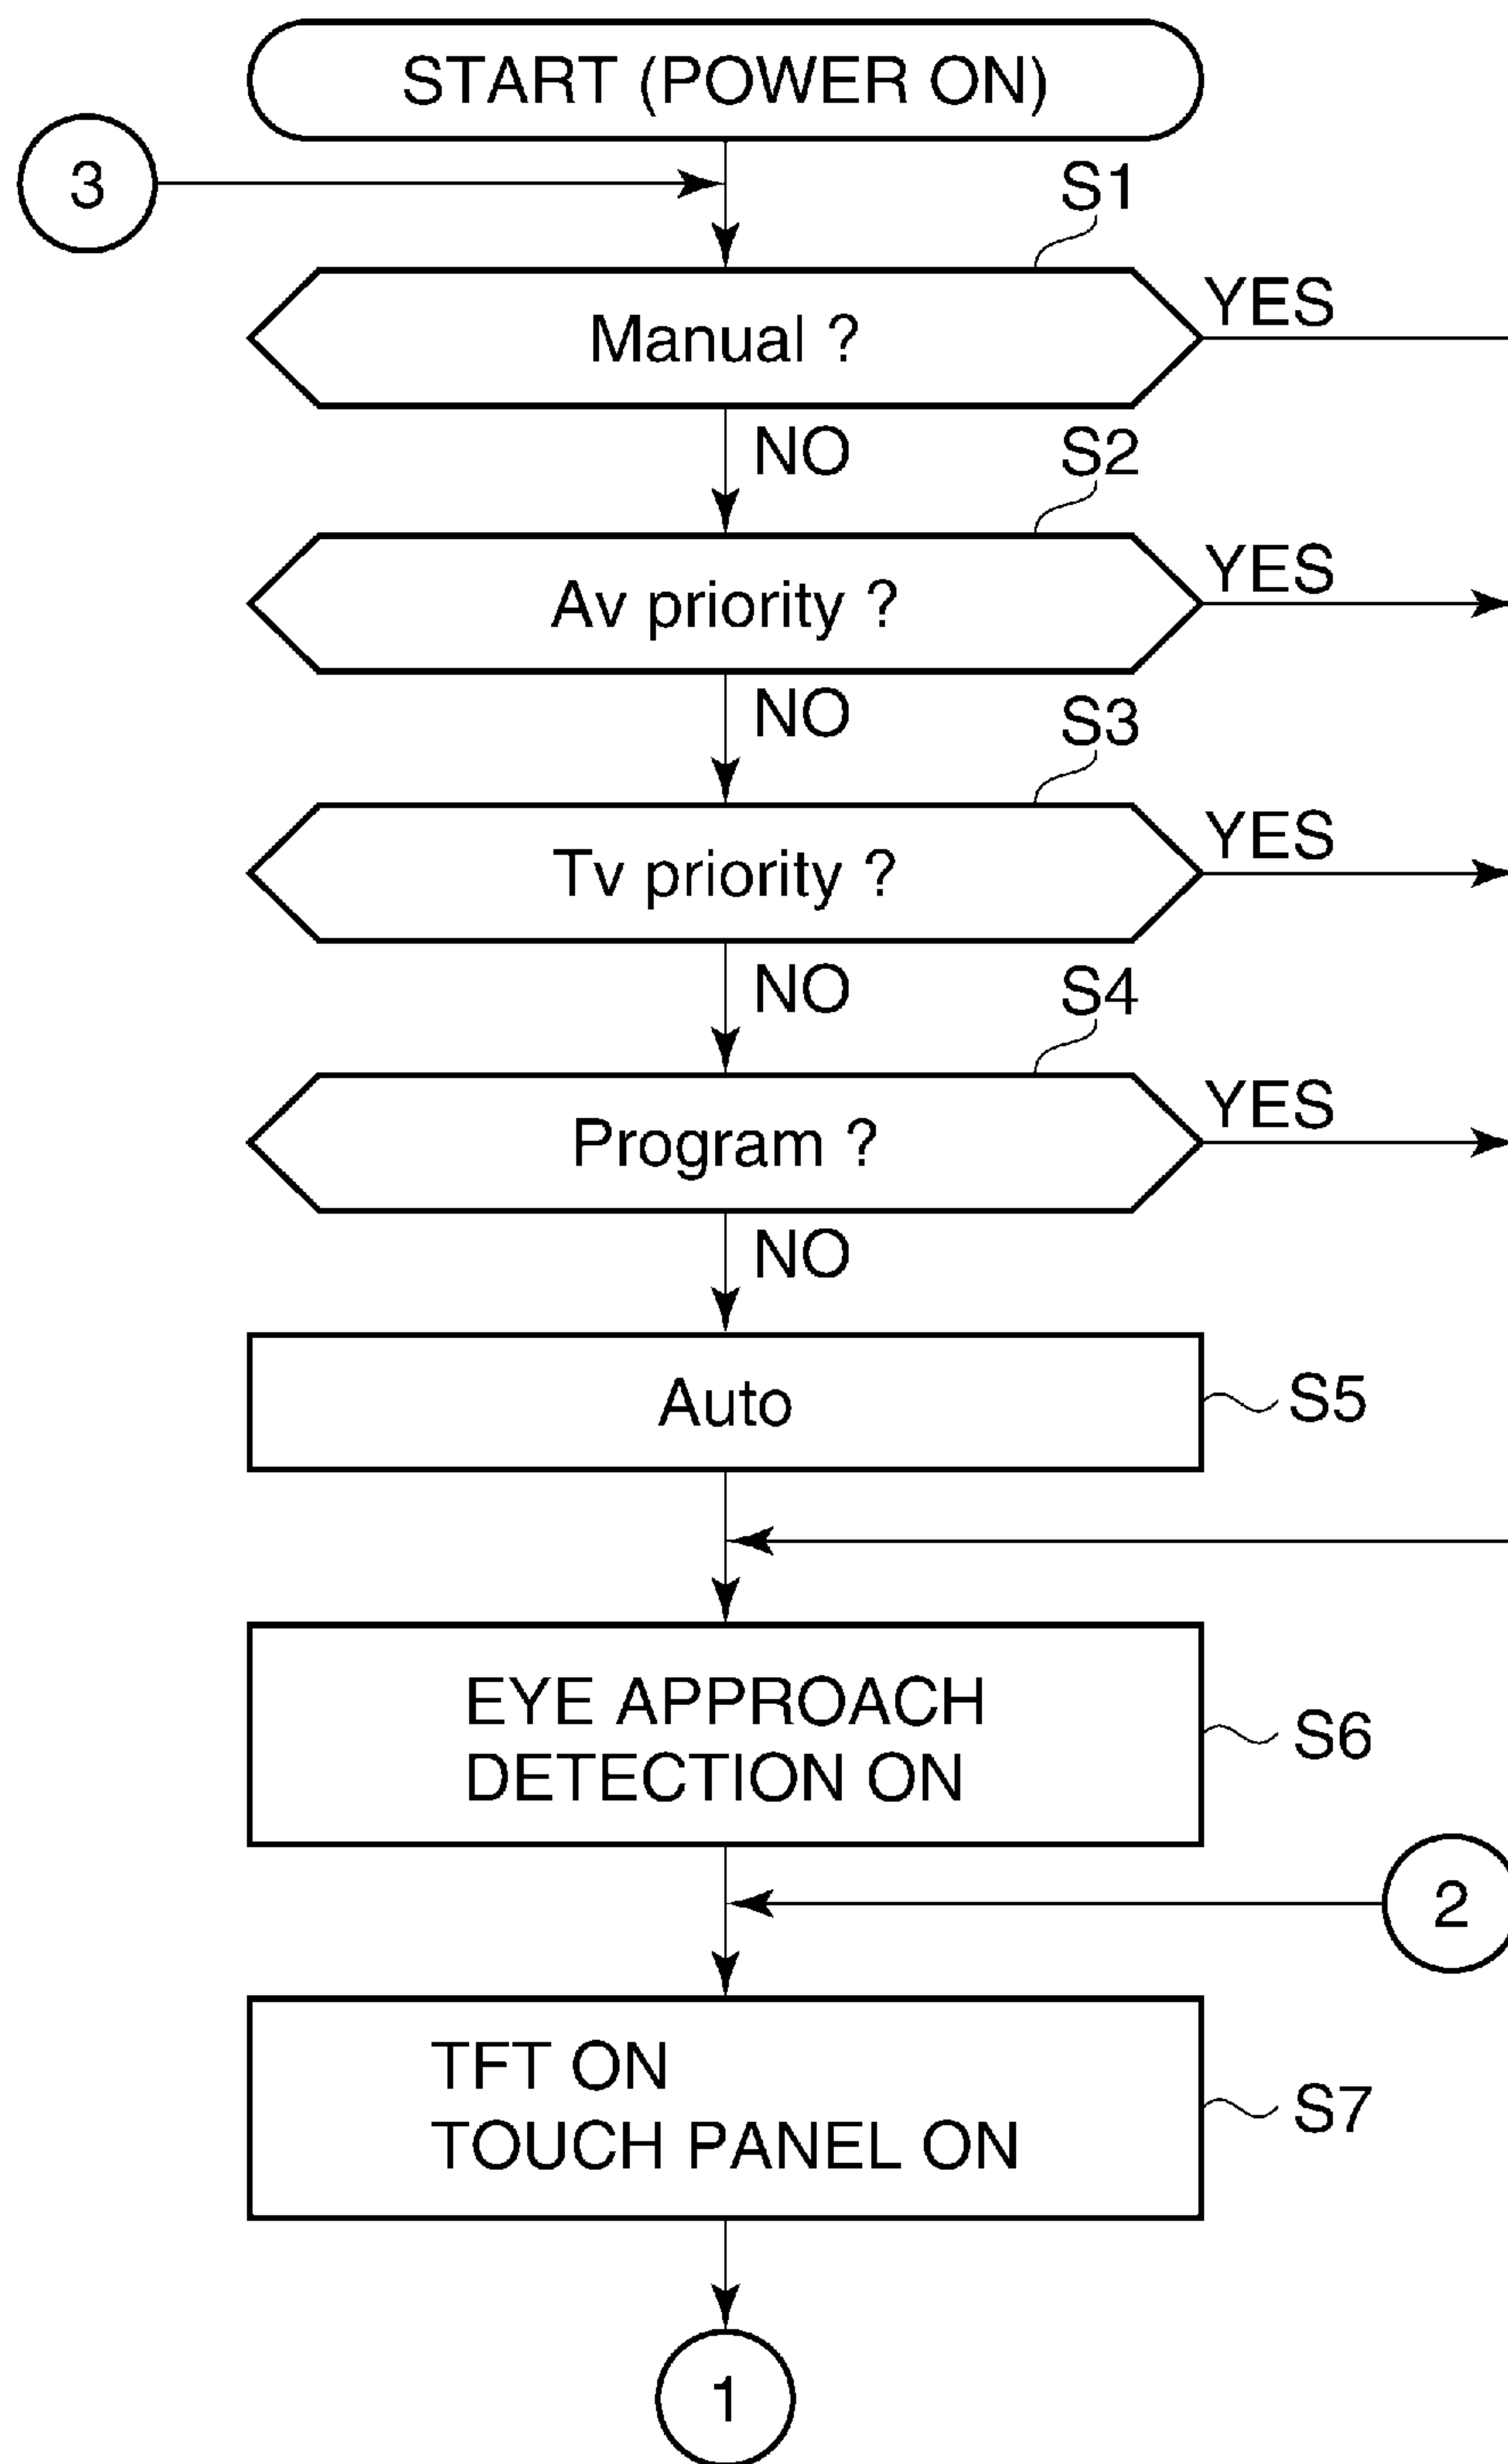 START (POWER ON)
3
S1
Manual ?
YES
NO
S2
Av priority ?
YES
NO
S3
Tv priority ?
YES
NO
S4
Program ?
YES
NO
Auto
S5
EYE APPROACH
DETECTION ON
S6
2
TFT ON
TOUCH PANEL ON
S7
1